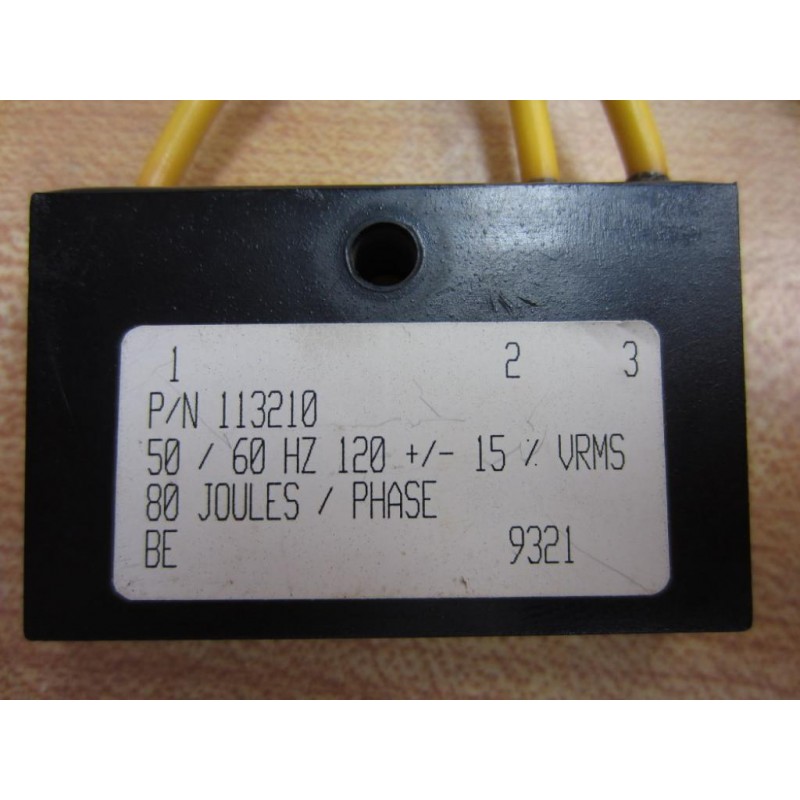 1 2 3
P/N 113210
50 / 60 HZ 120 +/- 15 % VRMS
80 JOULES / PHASE
BE 9321